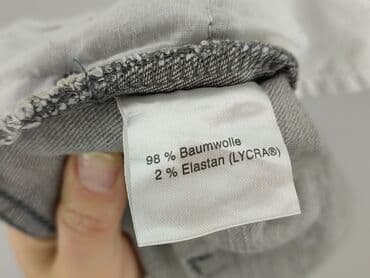 98 % Baumwolle
2 % Elastan (LYCRA®)